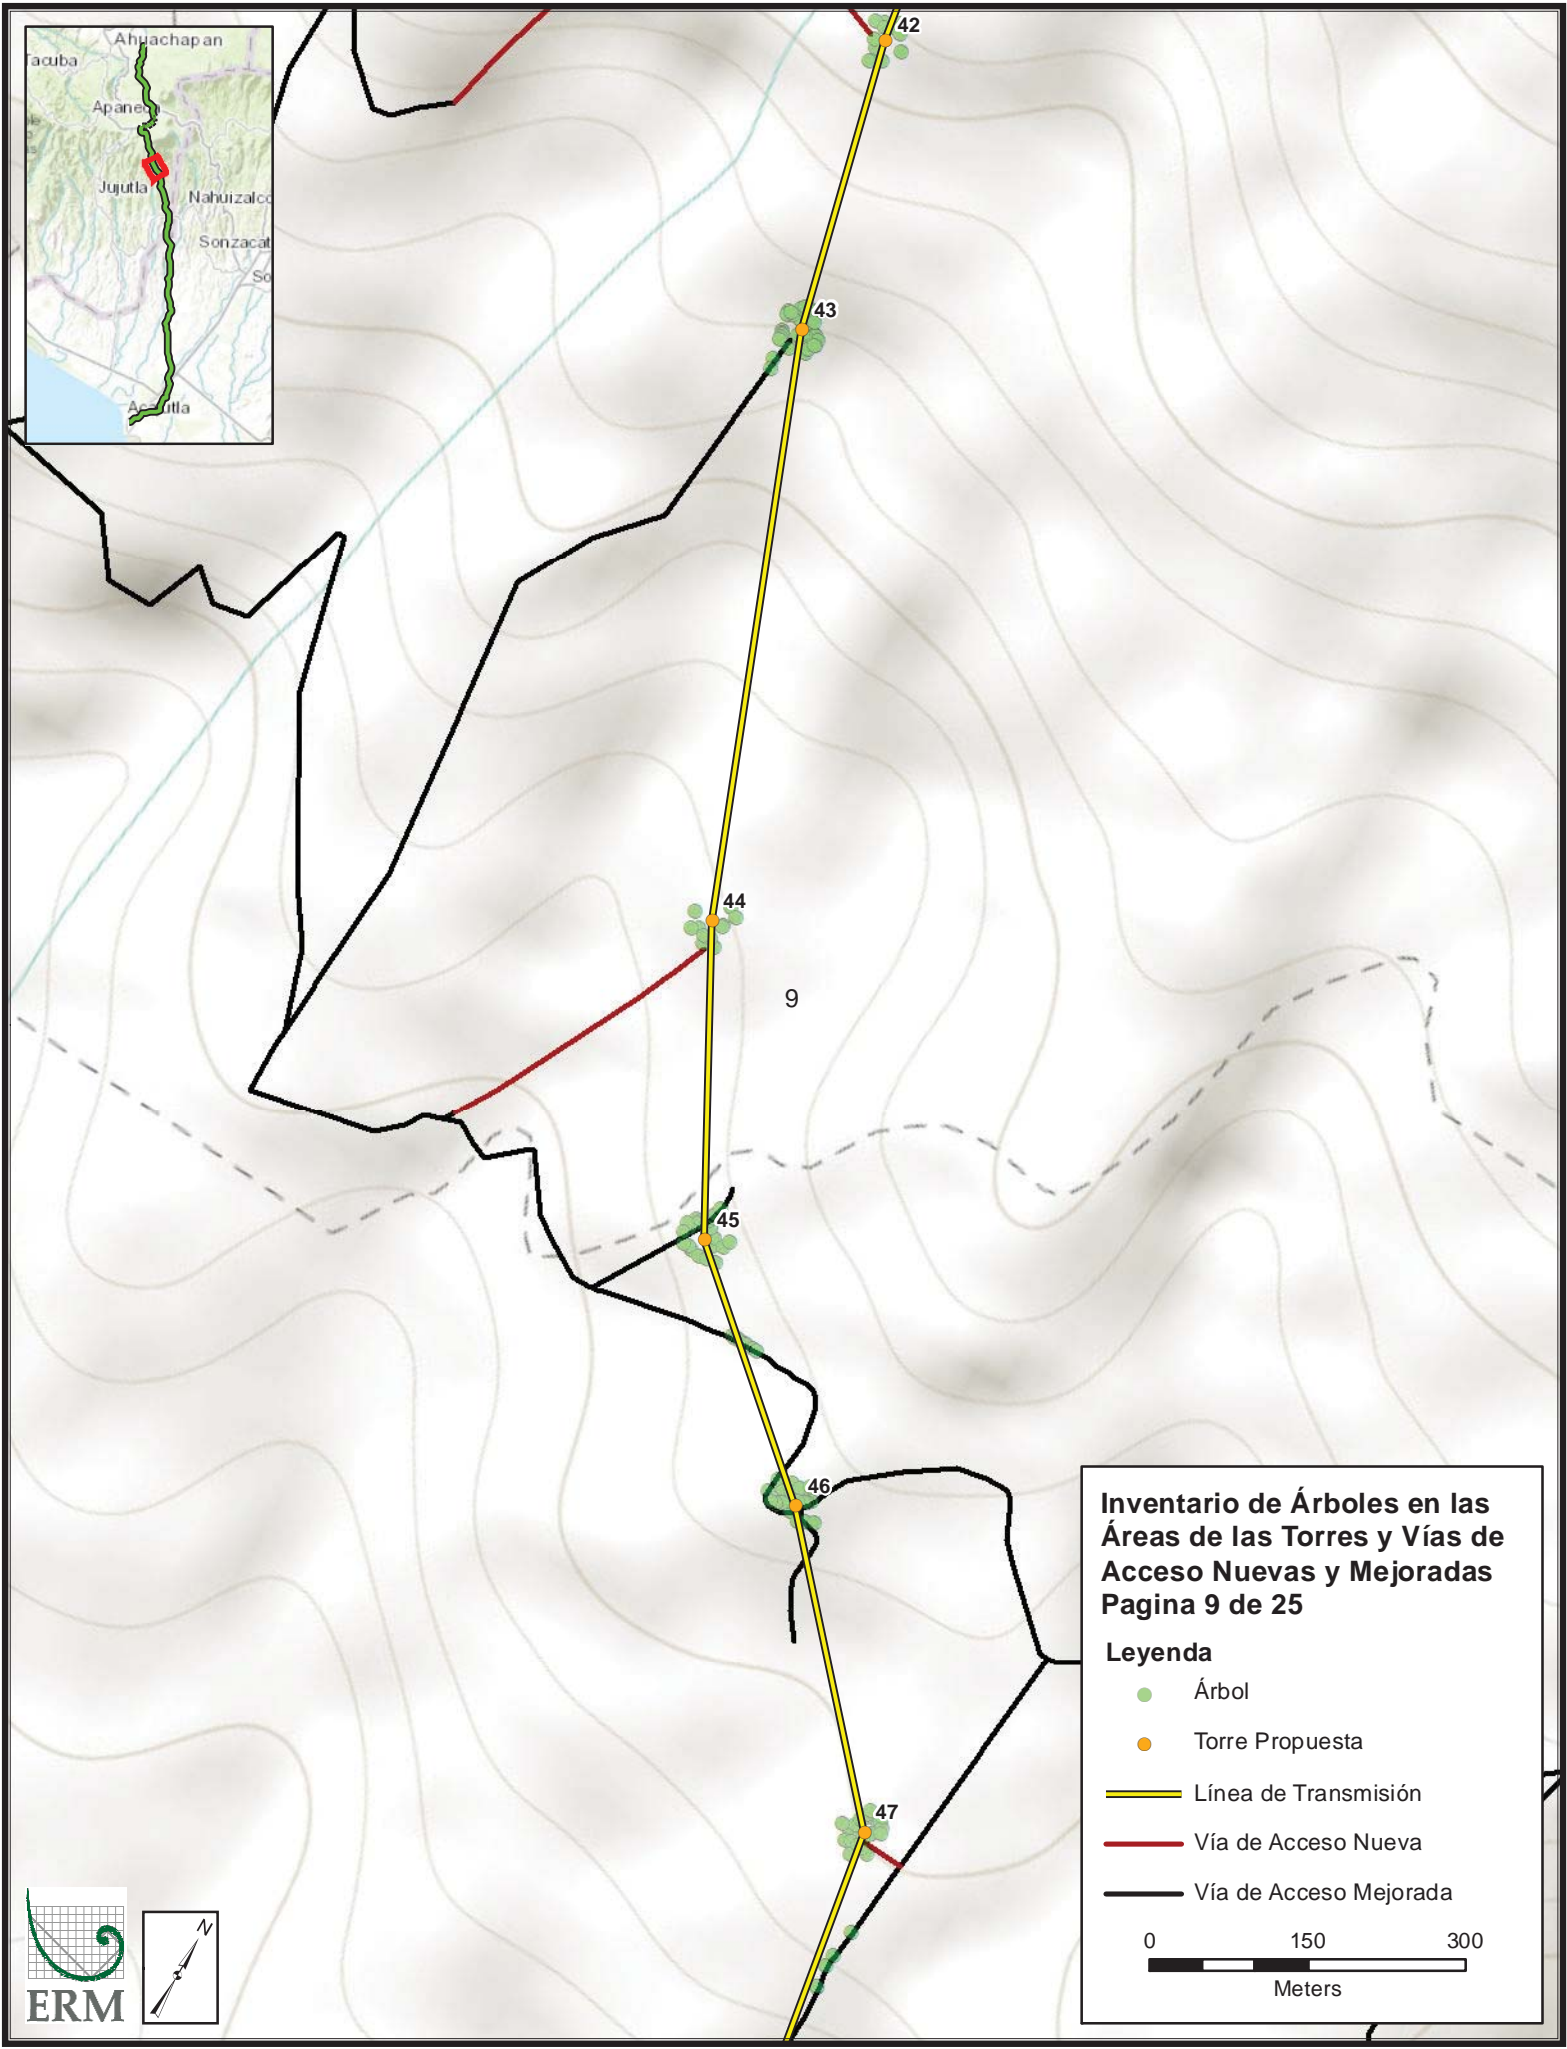 Ahuachapan
Tacuba
Jujutla
Nahuizalco
Sonzacat
So
42
43
44
9
45
46
47
Inventario de Árboles en las
Áreas de las Torres y Vías de
Acceso Nuevas y Mejoradas
Pagina 9 de 25
Leyenda
Árbol
Torre Propuesta
Línea de Transmisión
Vía de Acceso Nueva
Vía de Acceso Mejorada
0 150 300
Meters
ERM
N